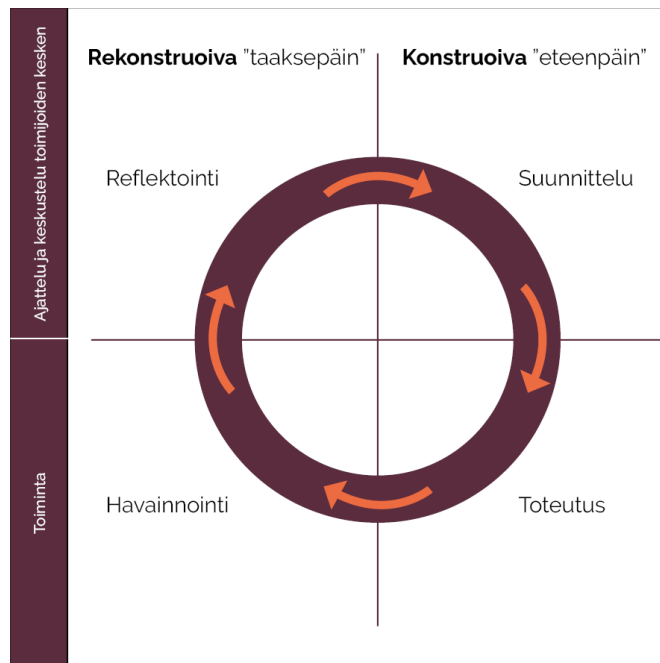 Rekonstruoiva "taaksepäin"
Konstruoiva "eteenpäin"
Ajattelu ja keskustelu toimijoiden kesken
Reflektointi
Suunnittelu
Toiminta
Havainnointi
Toteutus